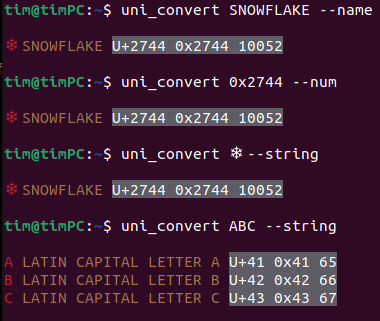 tim@timPC:~$ uni_convert SNOWFLAKE --name
❄ SNOWFLAKE U+2744 0x2744 10052
tim@timPC:~$ uni_convert 0x2744 --num
❄ SNOWFLAKE U+2744 0x2744 10052
tim@timPC:~$ uni_convert ❄ --string
❄ SNOWFLAKE U+2744 0x2744 10052
tim@timPC:~$ uni_convert ABC --string
A LATIN CAPITAL LETTER A U+41 0x41 65
B LATIN CAPITAL LETTER B U+42 0x42 66
C LATIN CAPITAL LETTER C U+43 0x43 67